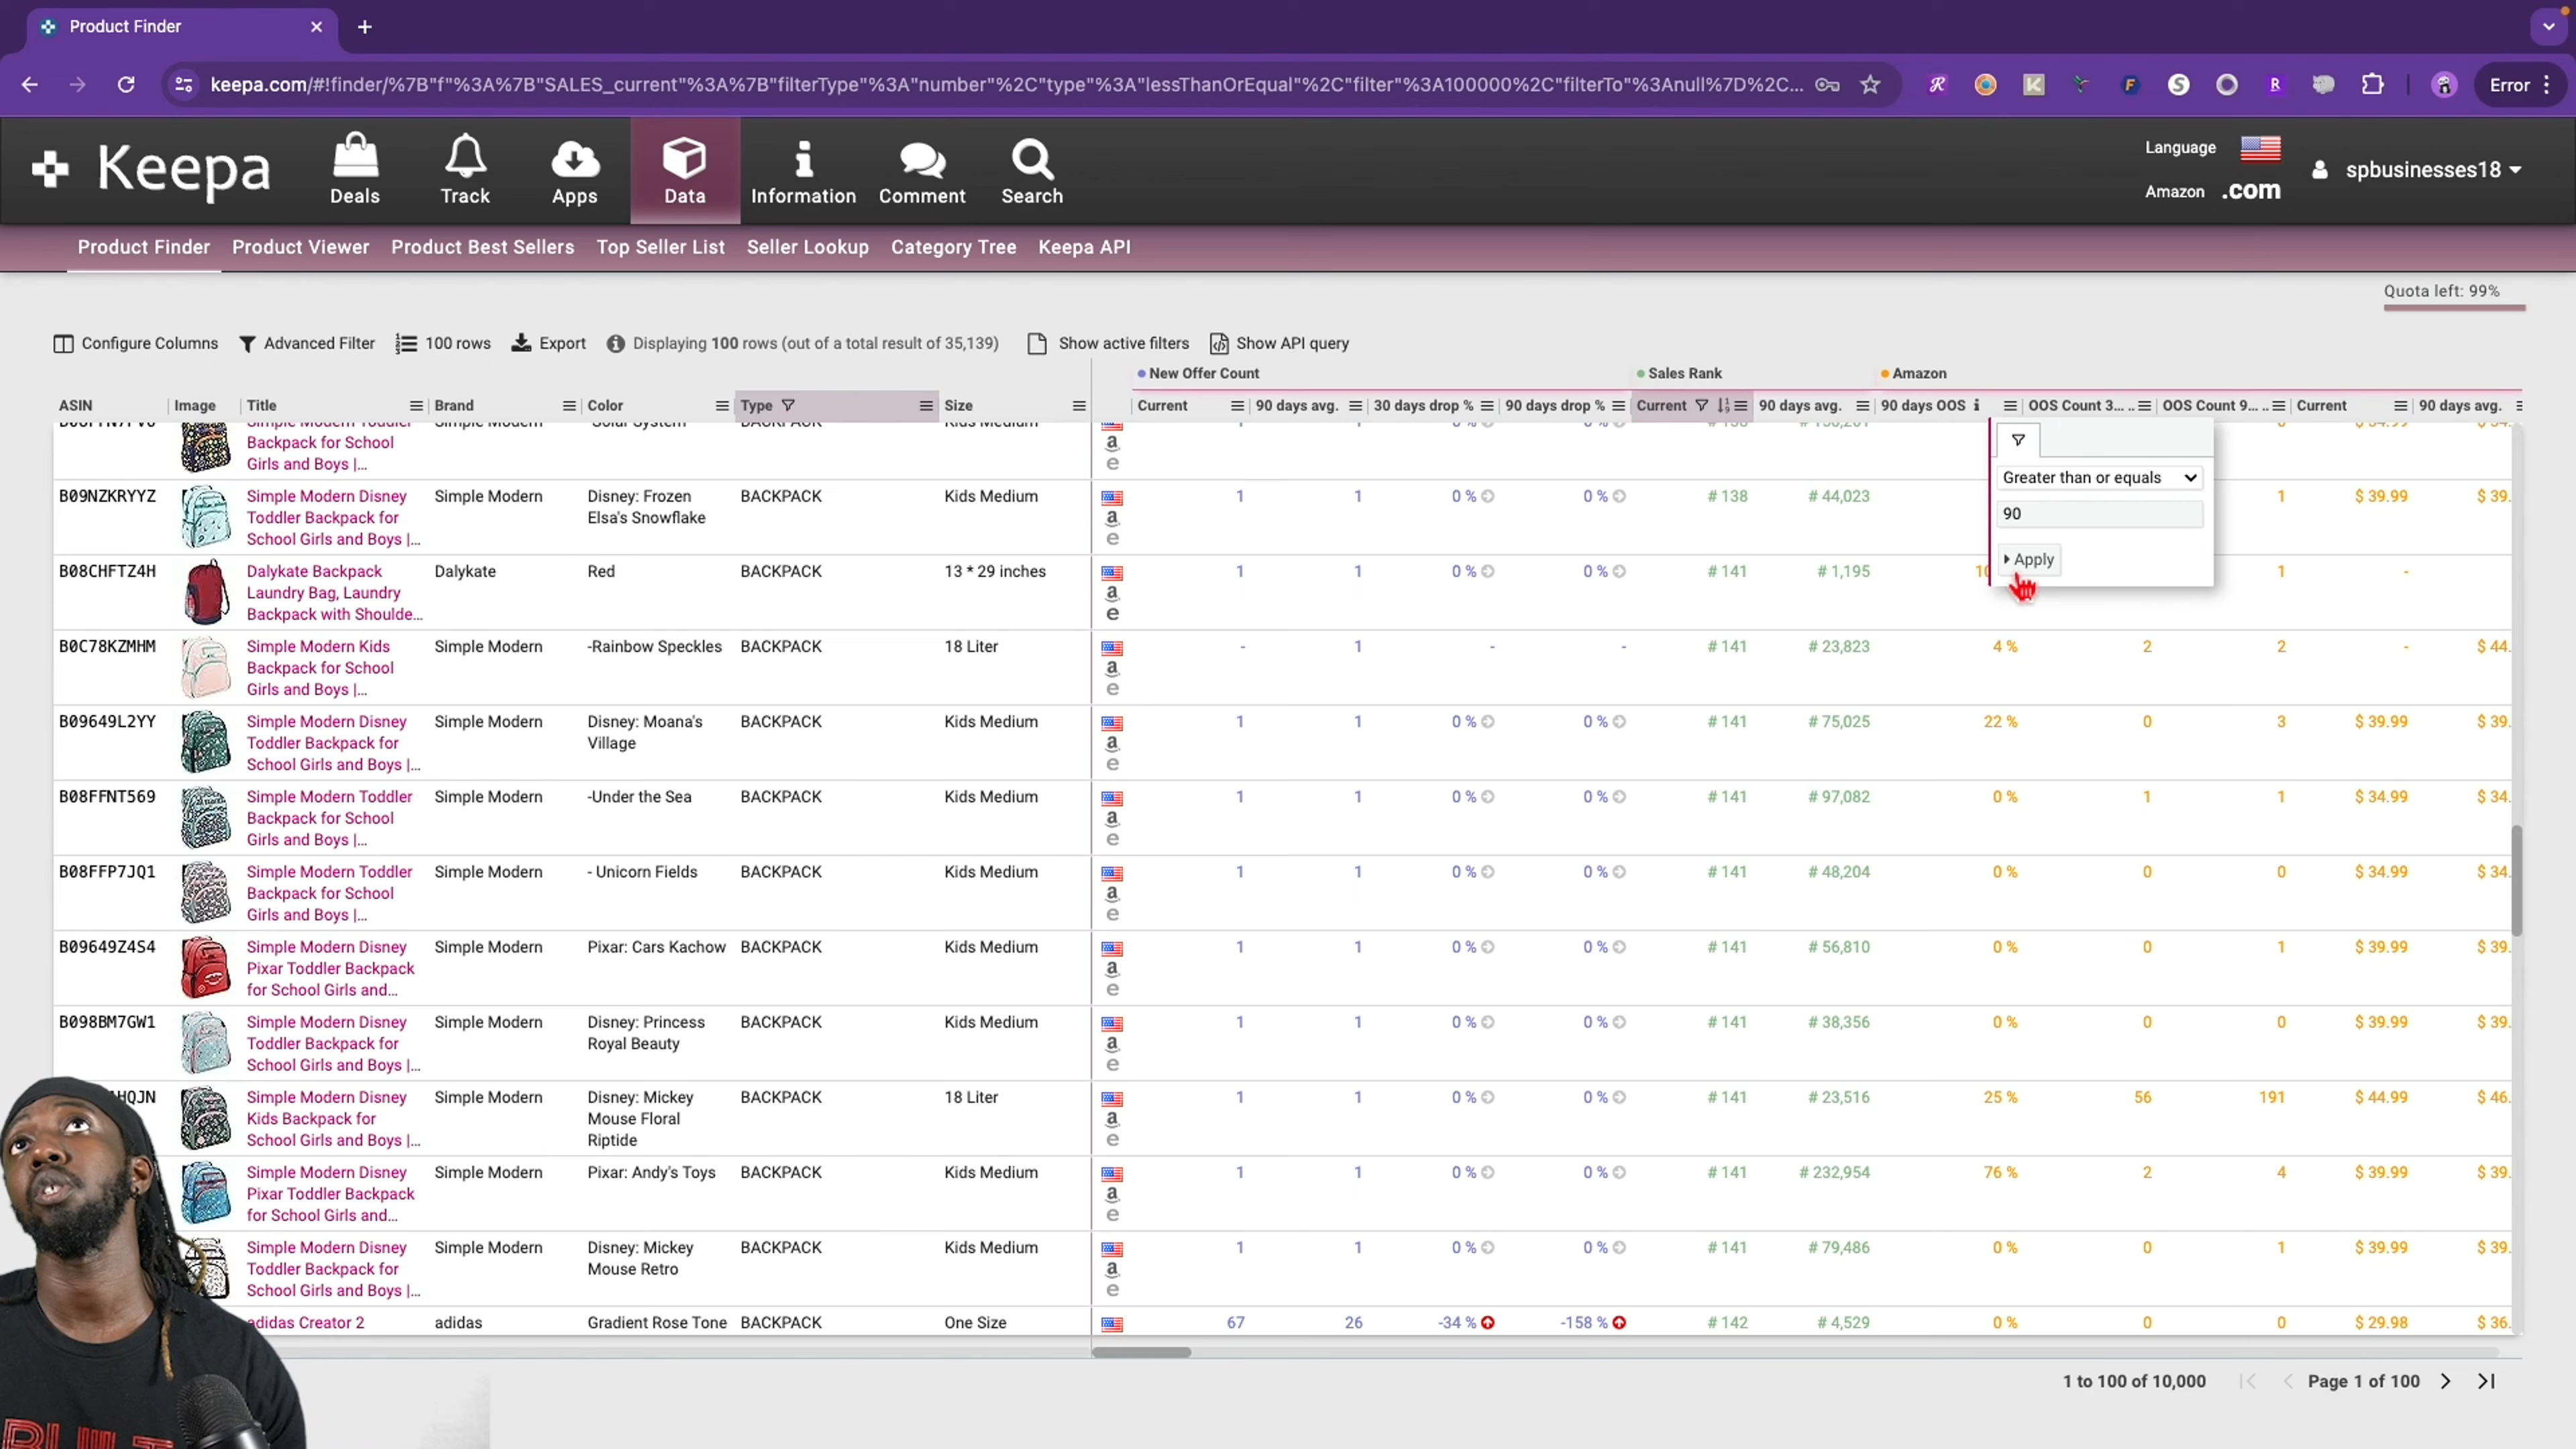 Product Finder
keepa.com/#!finder/%7B"f"%3A%7B"SALES_current"%3A%7B"filterType"%3A"number"%2C"type"%3A"lessThanOrEqual"%2C"filter"%3A100000%2C"filterTo"%3Anull%7D%2C...
Error
Keepa
Deals Track Apps Data Information Comment Search
Language
Amazon .com
spbusinesses18
Product Finder Product Viewer Product Best Sellers Top Seller List Seller Lookup Category Tree Keepa API
Quota left: 99%
Configure Columns Advanced Filter 100 rows Export Displaying 100 rows (out of a total result of 35,139) Show active filters Show API query
New Offer Count Sales Rank Amazon
ASIN Image Title Brand Color Type Size Current 90 days avg. 30 days drop % 90 days drop % Current 90 days avg. 90 days OOS OOS Count 3... .. OOS Count 9... .. Current 90 days avg.
Backpack for School
Girls and Boys |...
Greater than or equals
90
Apply
B09NZKRYYZ Simple Modern Disney Simple Modern Disney: Frozen BACKPACK Kids Medium 1 1 0 % 0 % # 138 # 44,023 1 $ 39.99 $ 39.
Toddler Backpack for Elsa's Snowflake
School Girls and Boys |...
B08CHFTZ4H Dalykate Backpack Dalykate Red BACKPACK 13 * 29 inches 1 1 0 % 0 % # 141 # 1,195 10 1 -
Laundry Bag, Laundry
Backpack with Shoulde...
B0C78KZMHM Simple Modern Kids Simple Modern -Rainbow Speckles BACKPACK 18 Liter - 1 - - # 141 # 23,823 4 % 2 2 - $ 44.
Backpack for School
Girls and Boys |...
B09649L2YY Simple Modern Disney Simple Modern Disney: Moana's BACKPACK Kids Medium 1 1 0 % 0 % # 141 # 75,025 22 % 0 3 $ 39.99 $ 39.
Toddler Backpack for Village
School Girls and Boys |...
B08FFNT569 Simple Modern Toddler Simple Modern -Under the Sea BACKPACK Kids Medium 1 1 0 % 0 % # 141 # 97,082 0 % 1 1 $ 34.99 $ 34.
Backpack for School
Girls and Boys |...
B08FFP7JQ1 Simple Modern Toddler Simple Modern - Unicorn Fields BACKPACK Kids Medium 1 1 0 % 0 % # 141 # 48,204 0 % 0 0 $ 34.99 $ 34.
Backpack for School
Girls and Boys |...
B09649Z4S4 Simple Modern Disney Simple Modern Pixar: Cars Kachow BACKPACK Kids Medium 1 1 0 % 0 % # 141 # 56,810 0 % 0 1 $ 39.99 $ 39.
Pixar Toddler Backpack
for School Girls and...
B098BM7GW1 Simple Modern Disney Simple Modern Disney: Princess BACKPACK Kids Medium 1 1 0 % 0 % # 141 # 38,356 0 % 0 0 $ 39.99 $ 39.
Toddler Backpack for Royal Beauty
School Girls and Boys |...
HQJN Simple Modern Disney Simple Modern Disney: Mickey BACKPACK 18 Liter 1 1 0 % 0 % # 141 # 23,516 25 % 56 191 $ 44.99 $ 46.
Kids Backpack for Mouse Floral
School Girls and Boys |... Riptide
Simple Modern Disney Simple Modern Pixar: Andy's Toys BACKPACK Kids Medium 1 1 0 % 0 % # 141 # 232,954 76 % 2 4 $ 39.99 $ 39.
Pixar Toddler Backpack
for School Girls and...
Simple Modern Disney Simple Modern Disney: Mickey BACKPACK Kids Medium 1 1 0 % 0 % # 141 # 79,486 0 % 0 1 $ 39.99 $ 39.
Toddler Backpack for Mouse Retro
School Girls and Boys |...
adidas Creator 2 adidas Gradient Rose Tone BACKPACK One Size 67 26 -34 % -158 % # 142 # 4,529 0 % 0 0 $ 29.98 $ 36.
1 to 100 of 10,000 Page 1 of 100